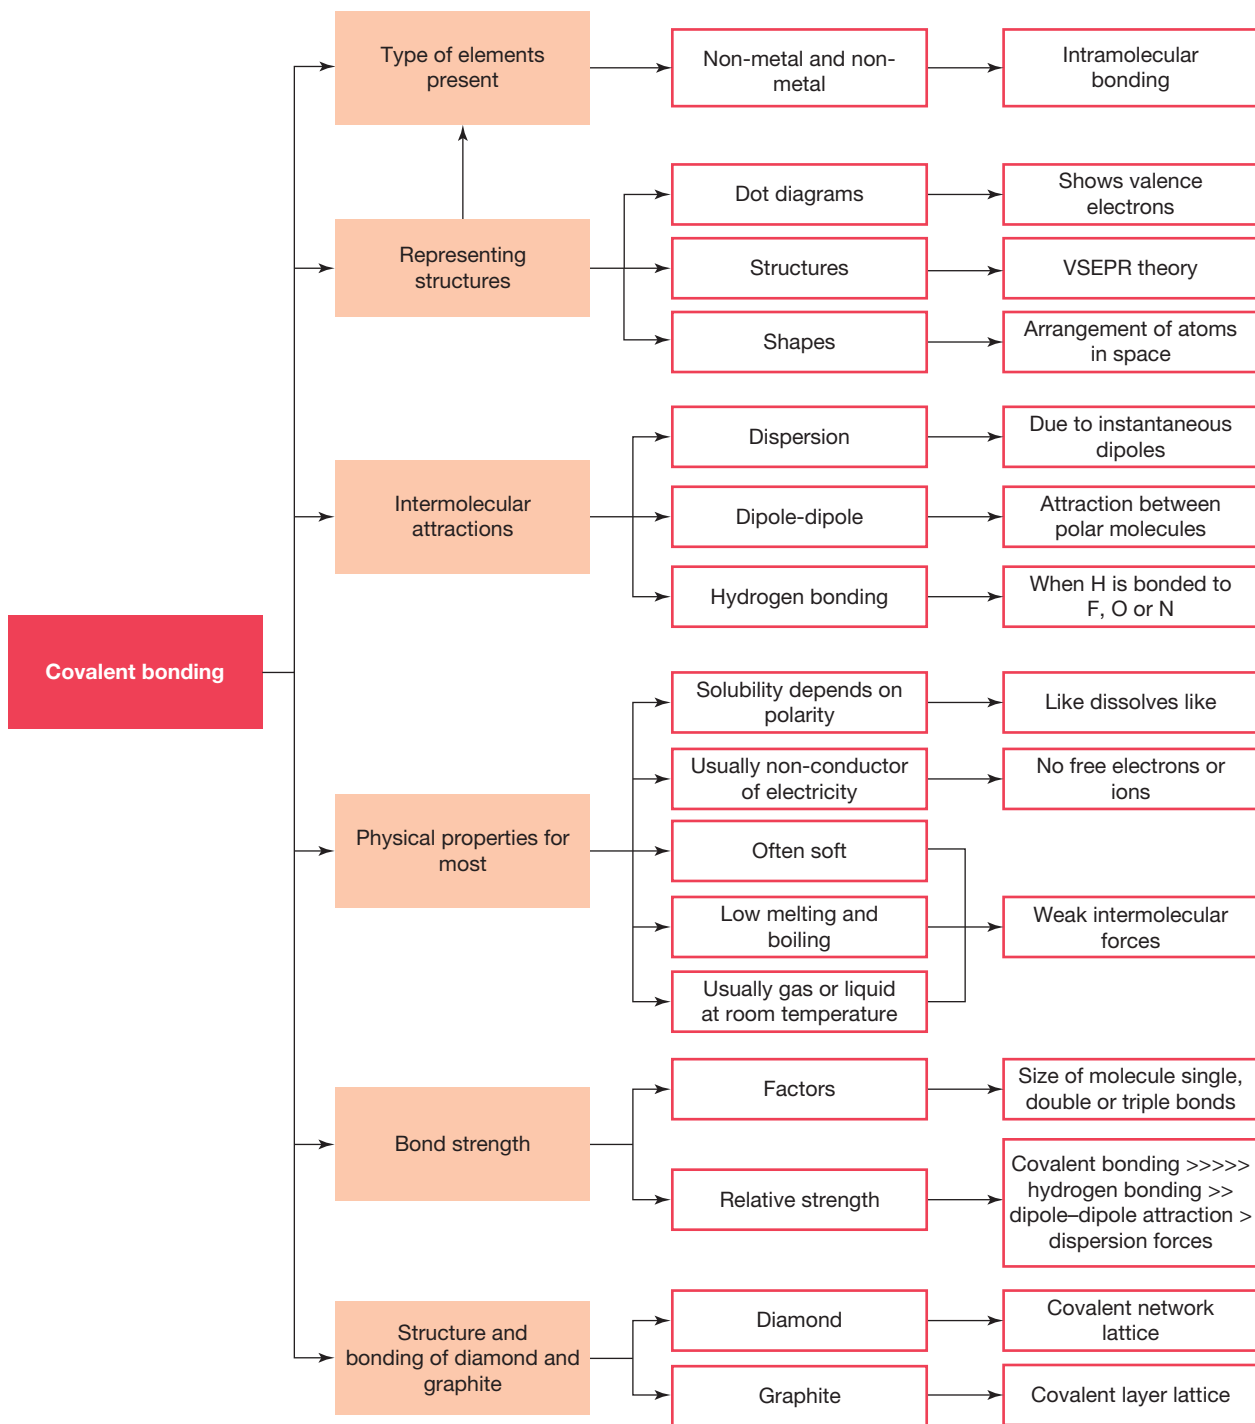 Type of elements
present
Non-metal and non-
metal
Intramolecular
bonding
Representing
structures
Dot diagrams
Shows valence
electrons
Structures
VSEPR theory
Shapes
Arrangement of atoms
in space
Intermolecular
attractions
Dispersion
Due to instantaneous
dipoles
Dipole-dipole
Attraction between
polar molecules
Hydrogen bonding
When H is bonded to
F, O or N
Covalent bonding
Physical properties for
most
Solubility depends on
polarity
Like dissolves like
Usually non-conductor
of electricity
No free electrons or
ions
Often soft
Low melting and
boiling
Usually gas or liquid
at room temperature
Weak intermolecular
forces
Bond strength
Factors
Size of molecule single,
double or triple bonds
Relative strength
Covalent bonding >>>>>
hydrogen bonding >>
dipole–dipole attraction >
dispersion forces
Structure and
bonding of diamond and
graphite
Diamond
Covalent network
lattice
Graphite
Covalent layer lattice